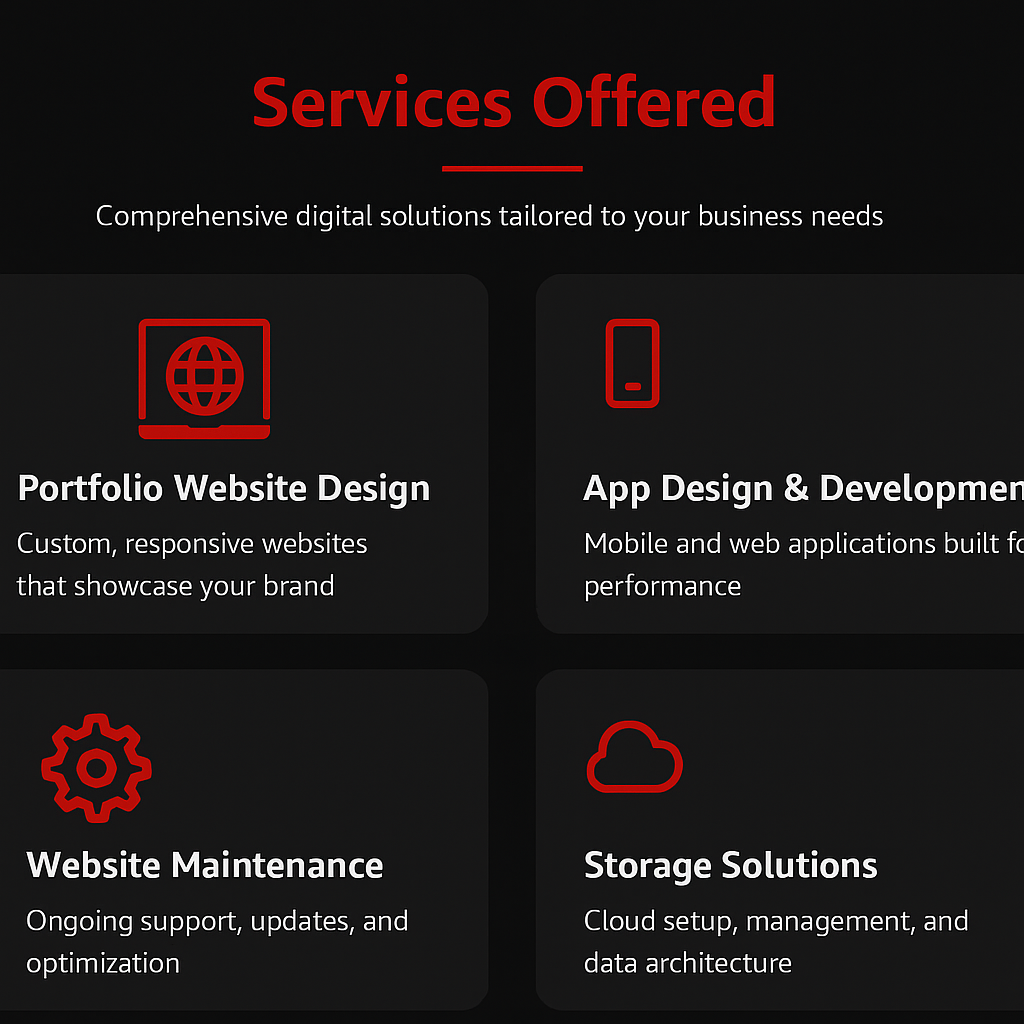 Services Offered
Comprehensive digital solutions tailored to your business needs
Portfolio Website Design
Custom, responsive websites
that showcase your brand
App Design & Developmen
Mobile and web applications built fo
performance
Website Maintenance
Ongoing support, updates, and
optimization
Storage Solutions
Cloud setup, management, and
data architecture